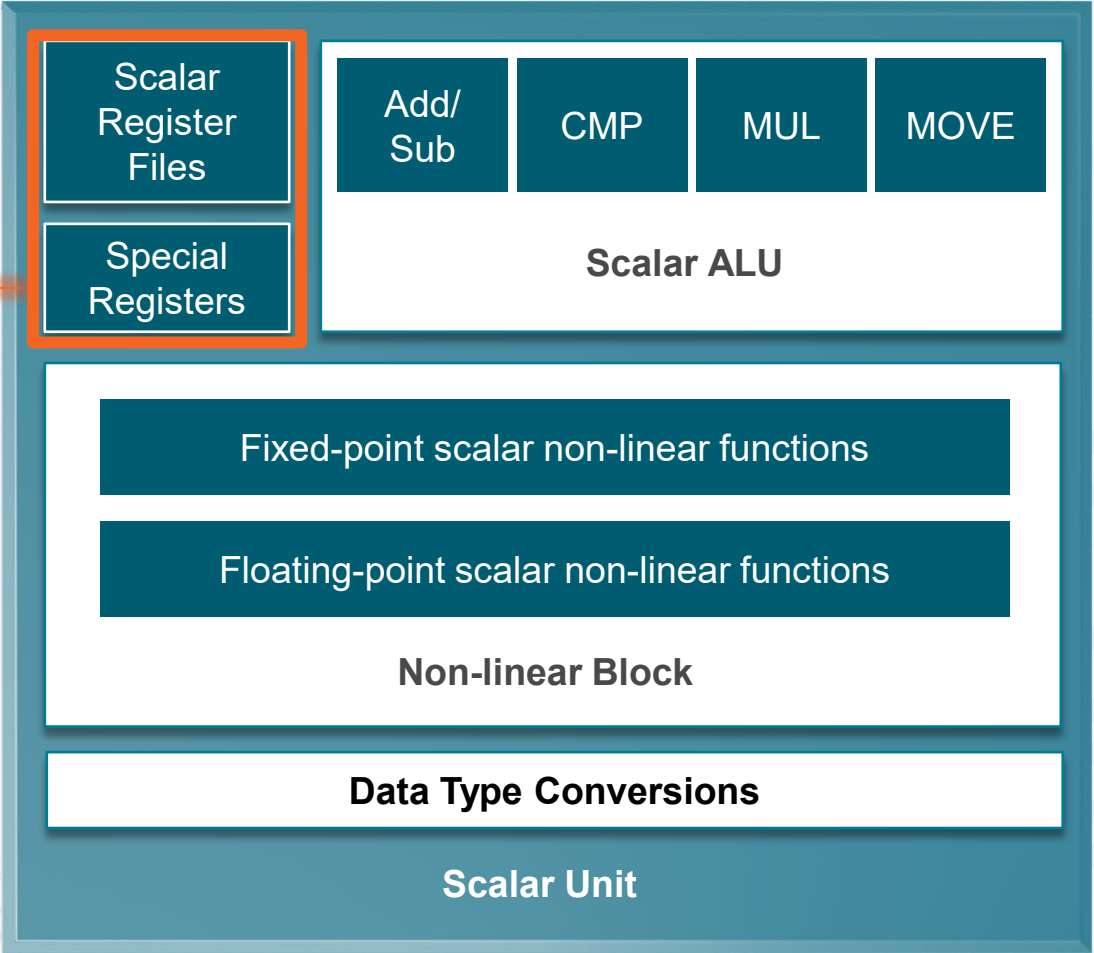 Scalar
Register
Files
Special
Registers
Add/
Sub
CMP
MUL
MOVE
Scalar ALU
Fixed-point scalar non-linear functions
Floating-point scalar non-linear functions
Non-linear Block
Data Type Conversions
Scalar Unit